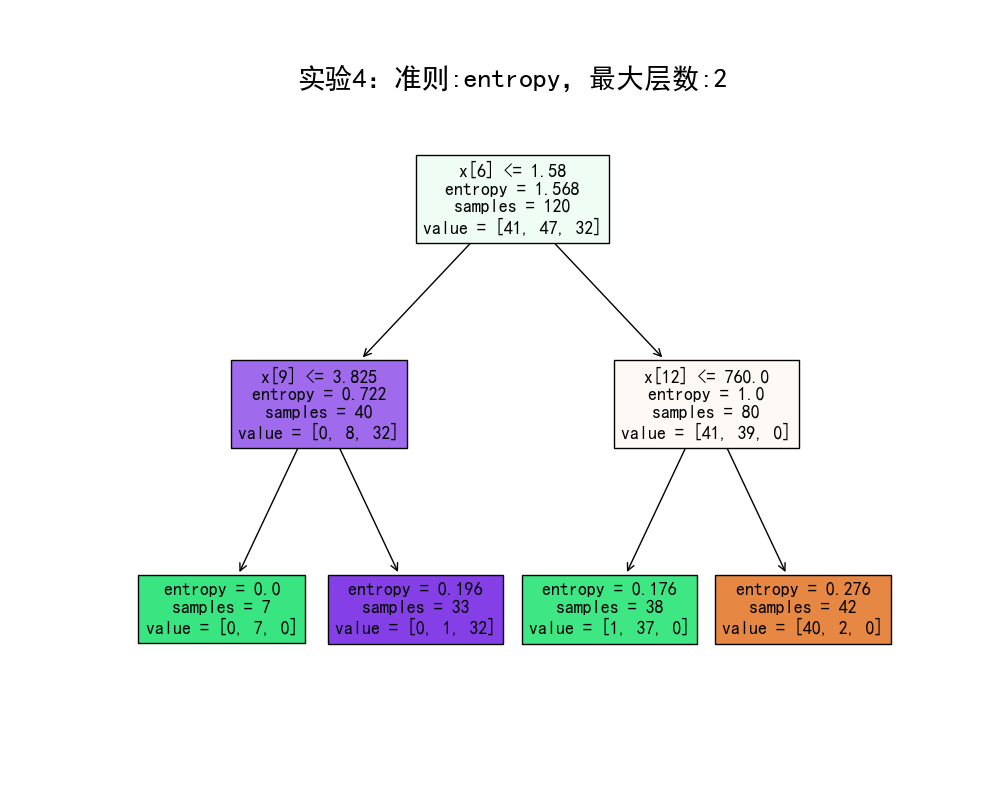 实验4：准则:entropy，最大层数:2
x[6] <= 1.58
entropy = 1.568
samples = 120
value = [41, 47, 32]
x[9] <= 3.825
entropy = 0.722
samples = 40
value = [0, 8, 32]
x[12] <= 760.0
entropy = 1.0
samples = 80
value = [41, 39, 0]
entropy = 0.0
samples = 7
value = [0, 7, 0]
entropy = 0.196
samples = 33
value = [0, 1, 32]
entropy = 0.176
samples = 38
value = [1, 37, 0]
entropy = 0.276
samples = 42
value = [40, 2, 0]